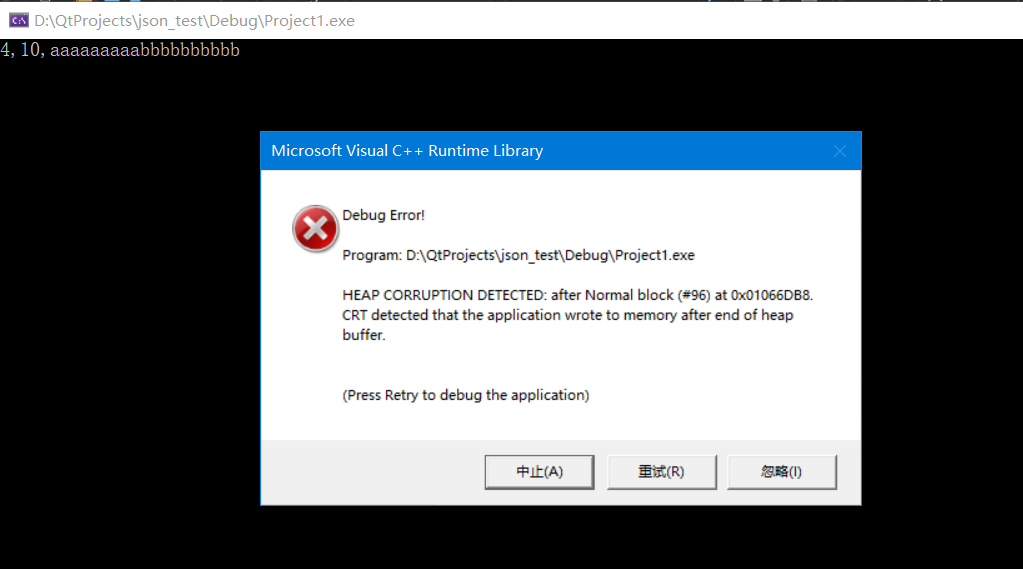 D:\QtProjects\json_test\Debug\Project1.exe
4, 10, aaaaaaaaabbbbbbbbbb
Microsoft Visual C++ Runtime Library
Debug Error!
Program: D:\QtProjects\json_test\Debug\Project1.exe
HEAP CORRUPTION DETECTED: after Normal block (#96) at 0x01066DB8.
CRT detected that the application wrote to memory after end of heap
buffer.
(Press Retry to debug the application)
中止(A) 重试(R) 忽略(I)